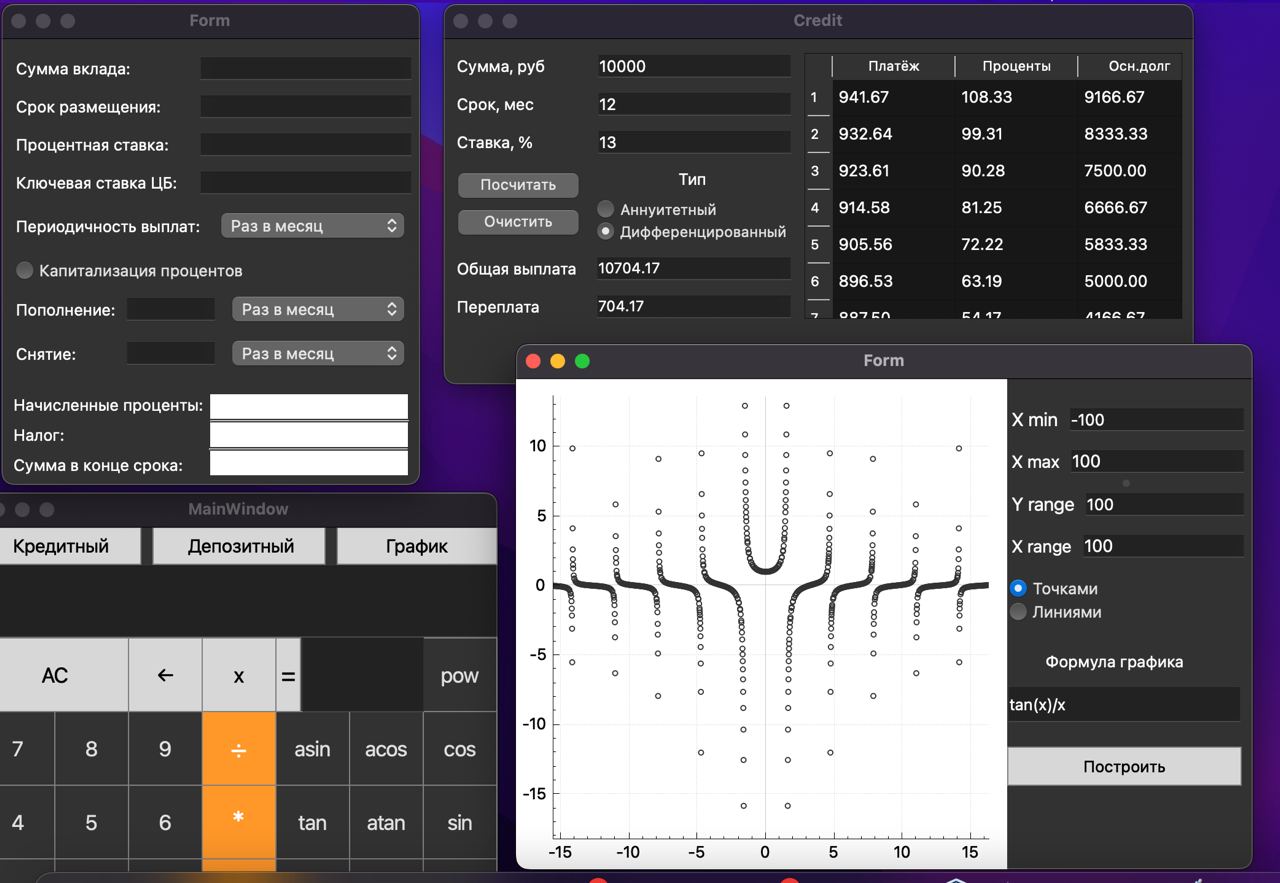 Form
Сумма вклада:
Срок размещения:
Процентная ставка:
Ключевая ставка ЦБ:
Периодичность выплат: Раз в месяц
Капитализация процентов
Пополнение: Раз в месяц
Снятие: Раз в месяц
Начисленные проценты:
Налог:
Сумма в конце срока:
Credit
Сумма, руб 10000
Срок, мес 12
Ставка, % 13
Посчитать
Очистить
Тип
Аннуитетный
Дифференцированный
Общая выплата 10704.17
Переплата 704.17
Платёж Проценты Осн.долг
1 941.67 108.33 9166.67
2 932.64 99.31 8333.33
3 923.61 90.28 7500.00
4 914.58 81.25 6666.67
5 905.56 72.22 5833.33
6 896.53 63.19 5000.00
7 887.50 54.17 4166.67
MainWindow
Кредитный Депозитный График
AC ← x = pow
7 8 9 ÷ asin acos cos
4 5 6 * tan atan sin
Form
10
5
0
-5
-10
-15
-15 -10 -5 0 5 10 15
X min -100
X max 100
Y range 100
X range 100
Точками
Линиями
Формула графика
tan(x)/x
Построить